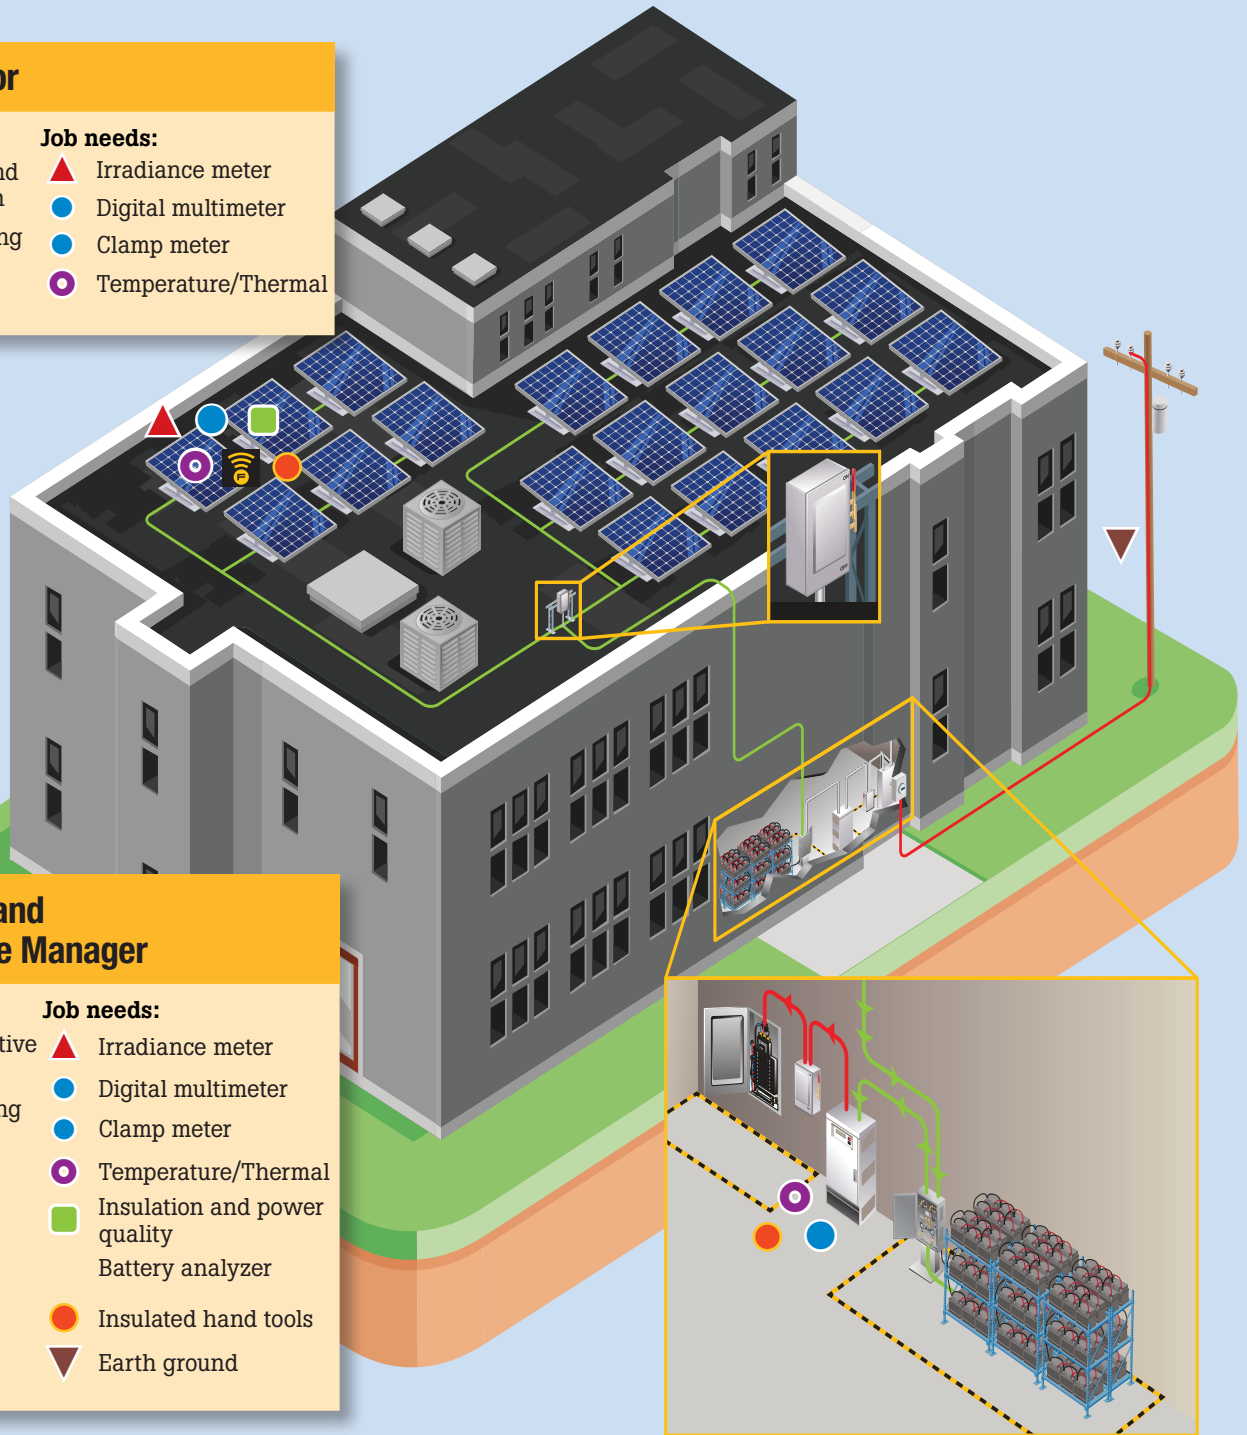 or
Job needs:
nd
n
ng
Irradiance meter
Digital multimeter
Clamp meter
Temperature/Thermal
F
ON
OFF
and
e Manager
Job needs:
tive
ng
Irradiance meter
Digital multimeter
Clamp meter
Temperature/Thermal
Insulation and power
quality
Battery analyzer
Insulated hand tools
Earth ground